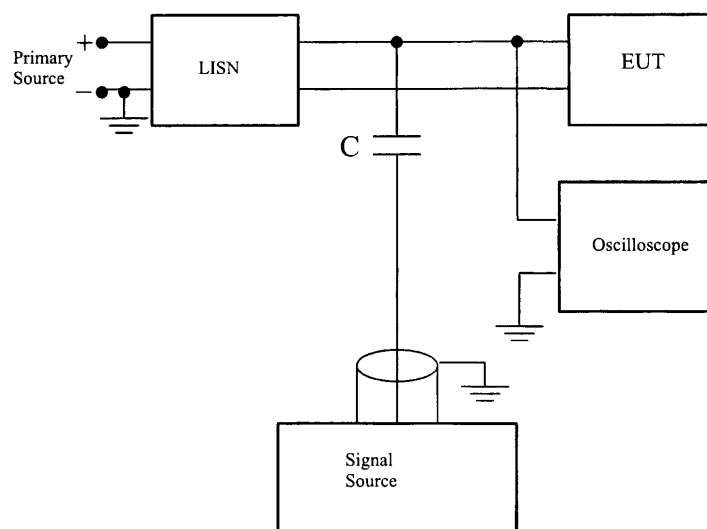 +
Primary
Source
−
LISN
EUT
C
Oscilloscope
Signal
Source